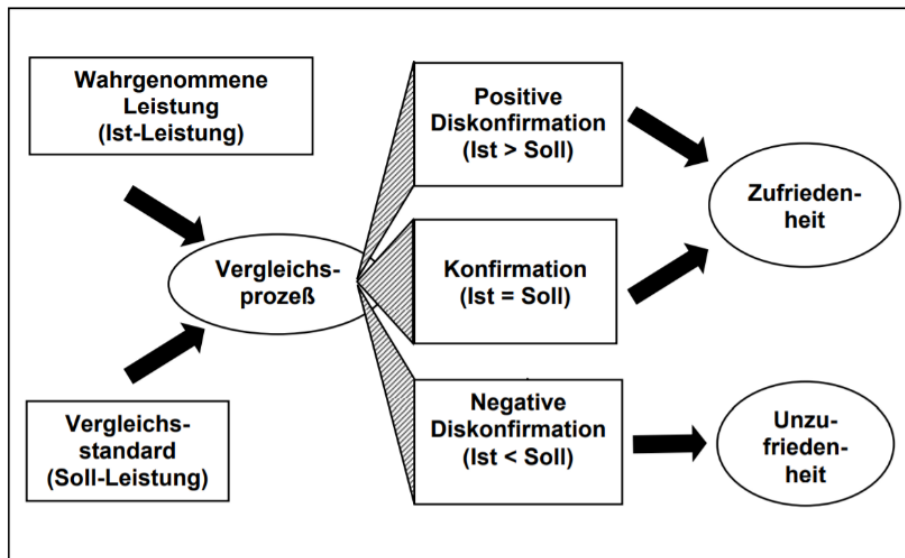 Wahrgenommene
Leistung
(Ist-Leistung)
Vergleichs-
prozeß
Vergleichs-
standard
(Soll-Leistung)
Positive
Diskonfirmation
(Ist > Soll)
Konfirmation
(Ist = Soll)
Negative
Diskonfirmation
(Ist < Soll)
Zufrieden-
heit
Unzu-
frieden-
heit